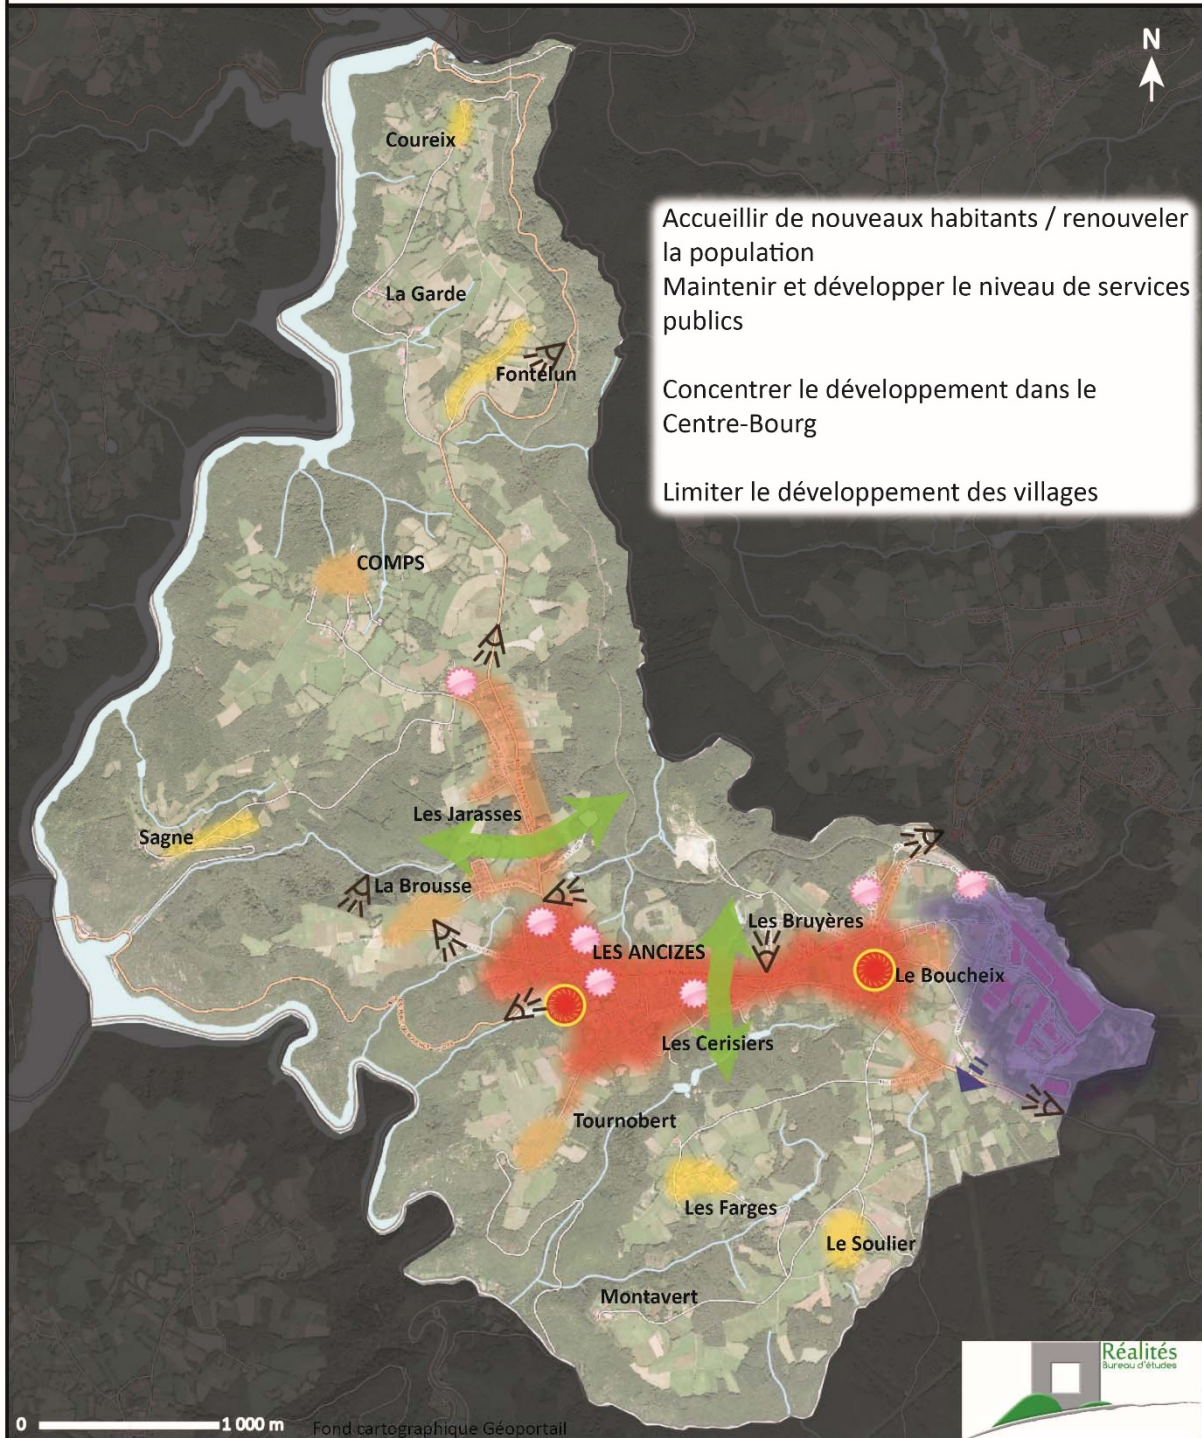 N
Coureix
Accueillir de nouveaux habitants / renouveler
la population
Maintenir et développer le niveau de services
publics
Concentrer le développement dans le
Centre-Bourg
Limiter le développement des villages
La Garde
Fontelun
COMPS
Les Jarasses
Sagne
La Brousse
Les Bruyères
LES ANCIZES
Le Boucheix
Les Cerisiers
Tournobert
Les Farges
Le Soulier
Montavert
Réalités
Bureau d'études
0 1 000 m
Fond cartographique Géoportail